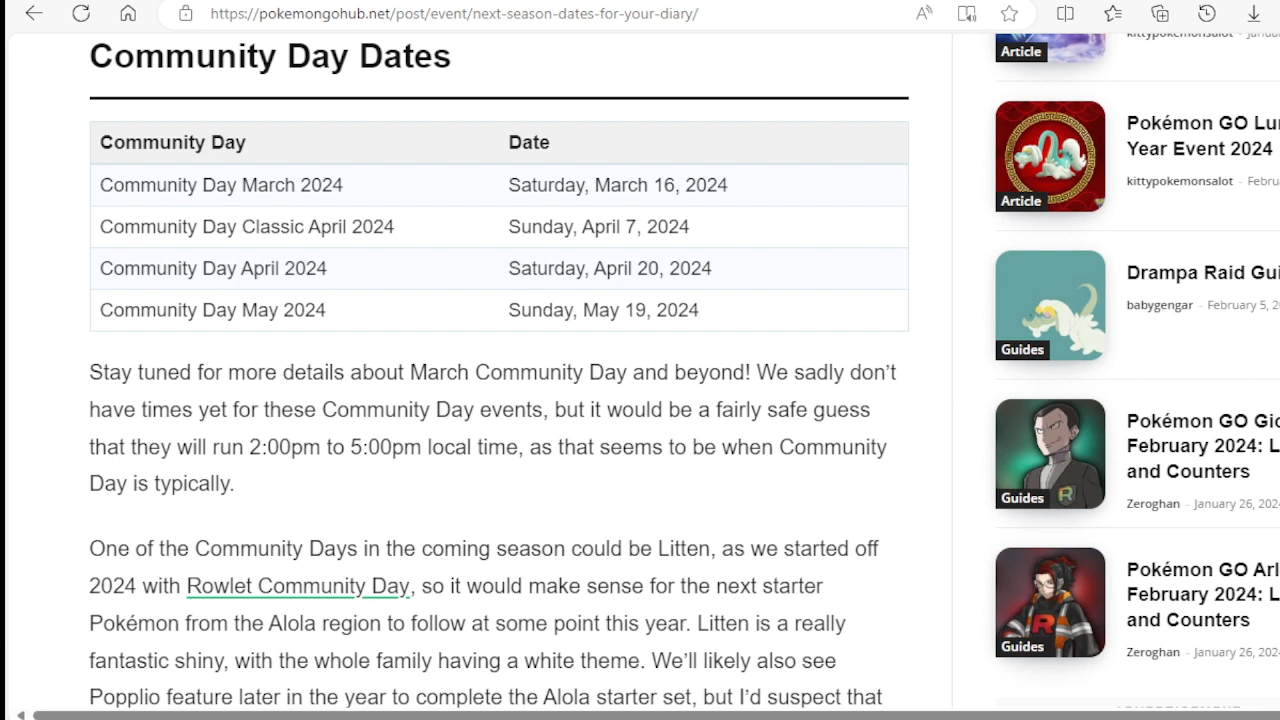 https://pokemongohub.net/post/event/next-season-dates-for-your-diary/
Community Day Dates
Community Day Date
Community Day March 2024 Saturday, March 16, 2024
Community Day Classic April 2024 Sunday, April 7, 2024
Community Day April 2024 Saturday, April 20, 2024
Community Day May 2024 Sunday, May 19, 2024
Stay tuned for more details about March Community Day and beyond! We sadly don’t
have times yet for these Community Day events, but it would be a fairly safe guess
that they will run 2:00pm to 5:00pm local time, as that seems to be when Community
Day is typically.
One of the Community Days in the coming season could be Litten, as we started off
2024 with Rowlet Community Day, so it would make sense for the next starter
Pokémon from the Alola region to follow at some point this year. Litten is a really
fantastic shiny, with the whole family having a white theme. We’ll likely also see
Popplio feature later in the year to complete the Alola starter set, but I’d suspect that
Article
kittypokemonsalot -
Article
Pokémon GO Lu
Year Event 2024
kittypokemonsalot - Febru
Guides
Drampa Raid Gui
babygengar - February 5, 2
Guides
Pokémon GO Gio
February 2024: L
and Counters
Zeroghan - January 26, 2024
Guides
Pokémon GO Arl
February 2024: L
and Counters
Zeroghan - January 26, 2024